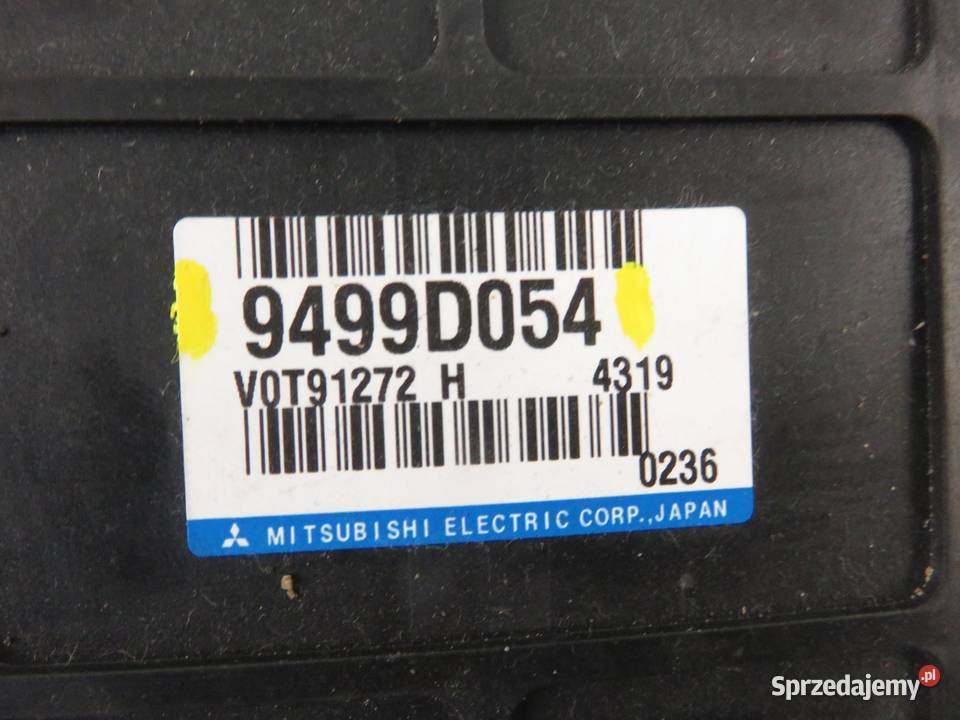 9499D054
V0T91272 H 4319
0236
MITSUBISHI ELECTRIC CORP., JAPAN
Sprzedajemy.pl